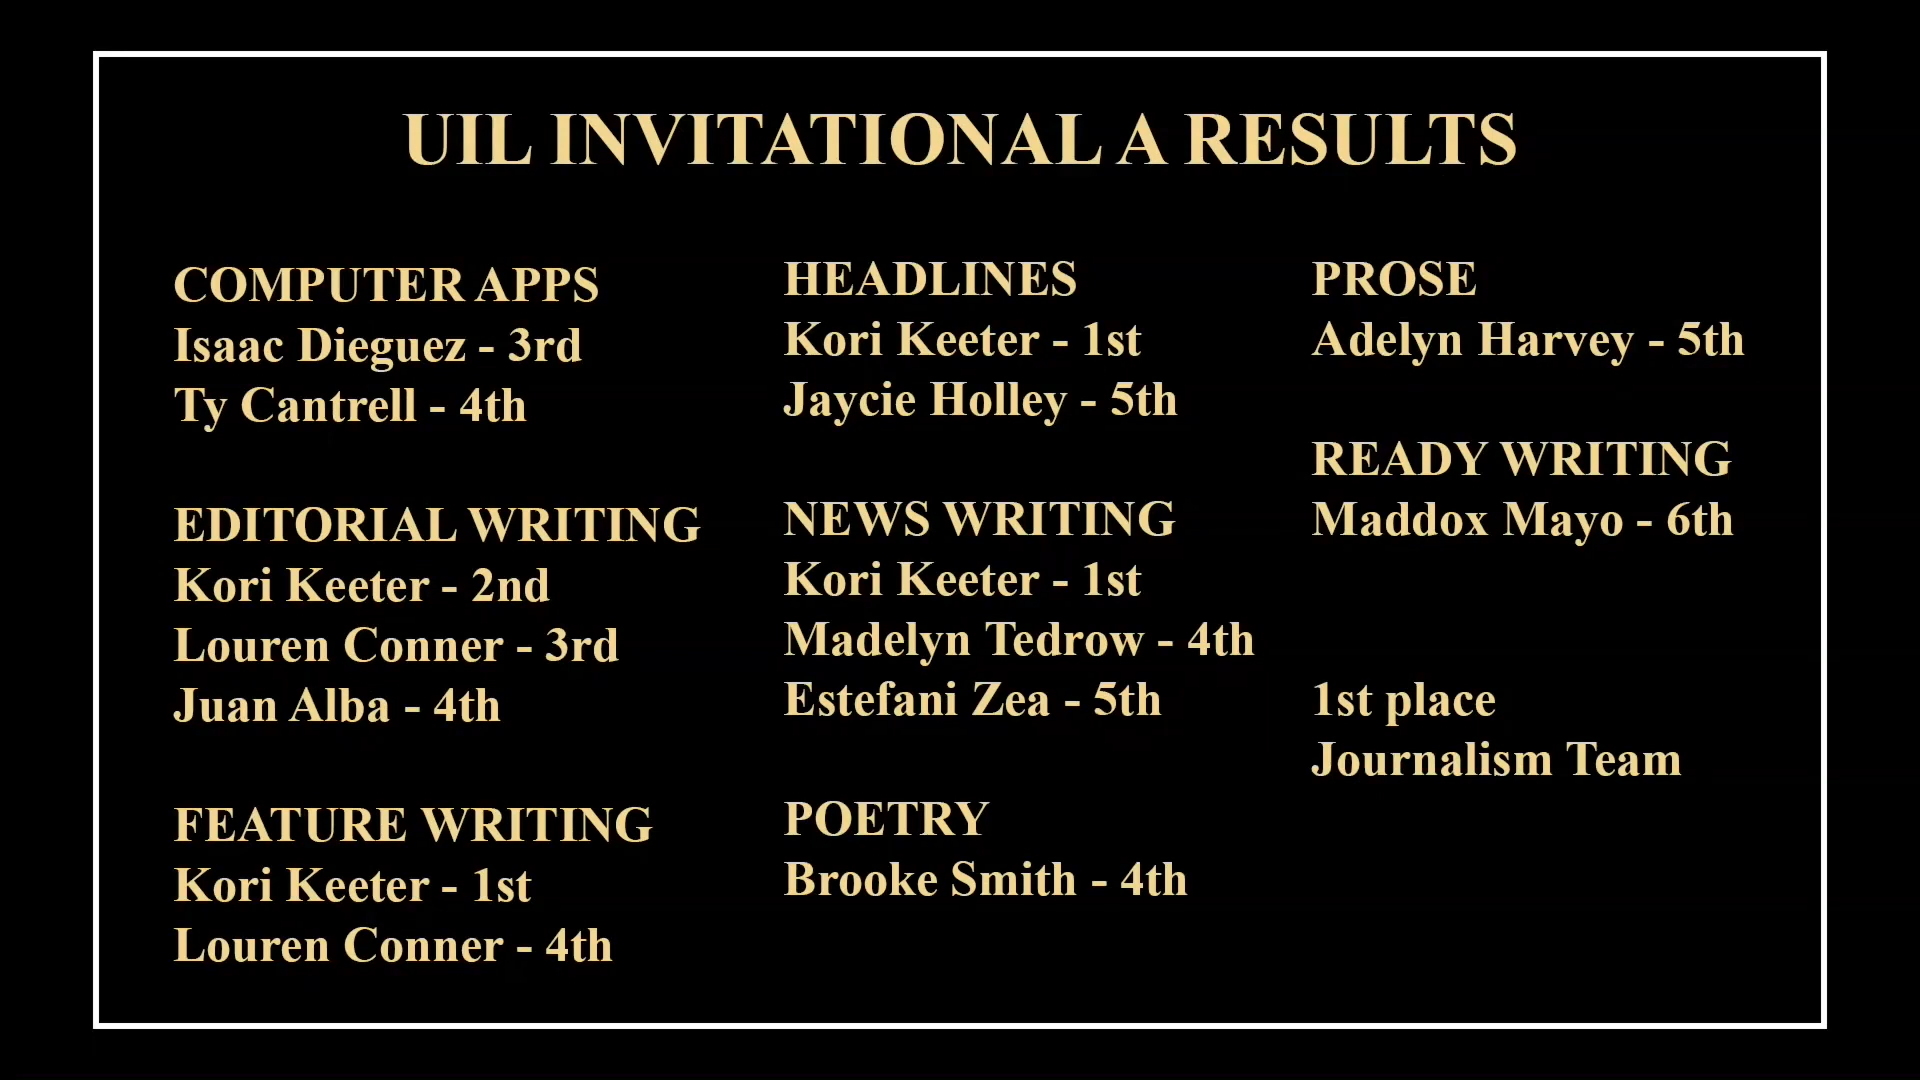 UIL INVITATIONAL A RESULTS
COMPUTER APPS
Isaac Dieguez - 3rd
Ty Cantrell - 4th
EDITORIAL WRITING
Kori Keeter - 2nd
Louren Conner - 3rd
Juan Alba - 4th
FEATURE WRITING
Kori Keeter - 1st
Louren Conner - 4th
HEADLINES
Kori Keeter - 1st
Jaycie Holley - 5th
NEWS WRITING
Kori Keeter - 1st
Madelyn Tedrow - 4th
Estefani Zea - 5th
POETRY
Brooke Smith - 4th
PROSE
Adelyn Harvey - 5th
READY WRITING
Maddox Mayo - 6th
1st place
Journalism Team